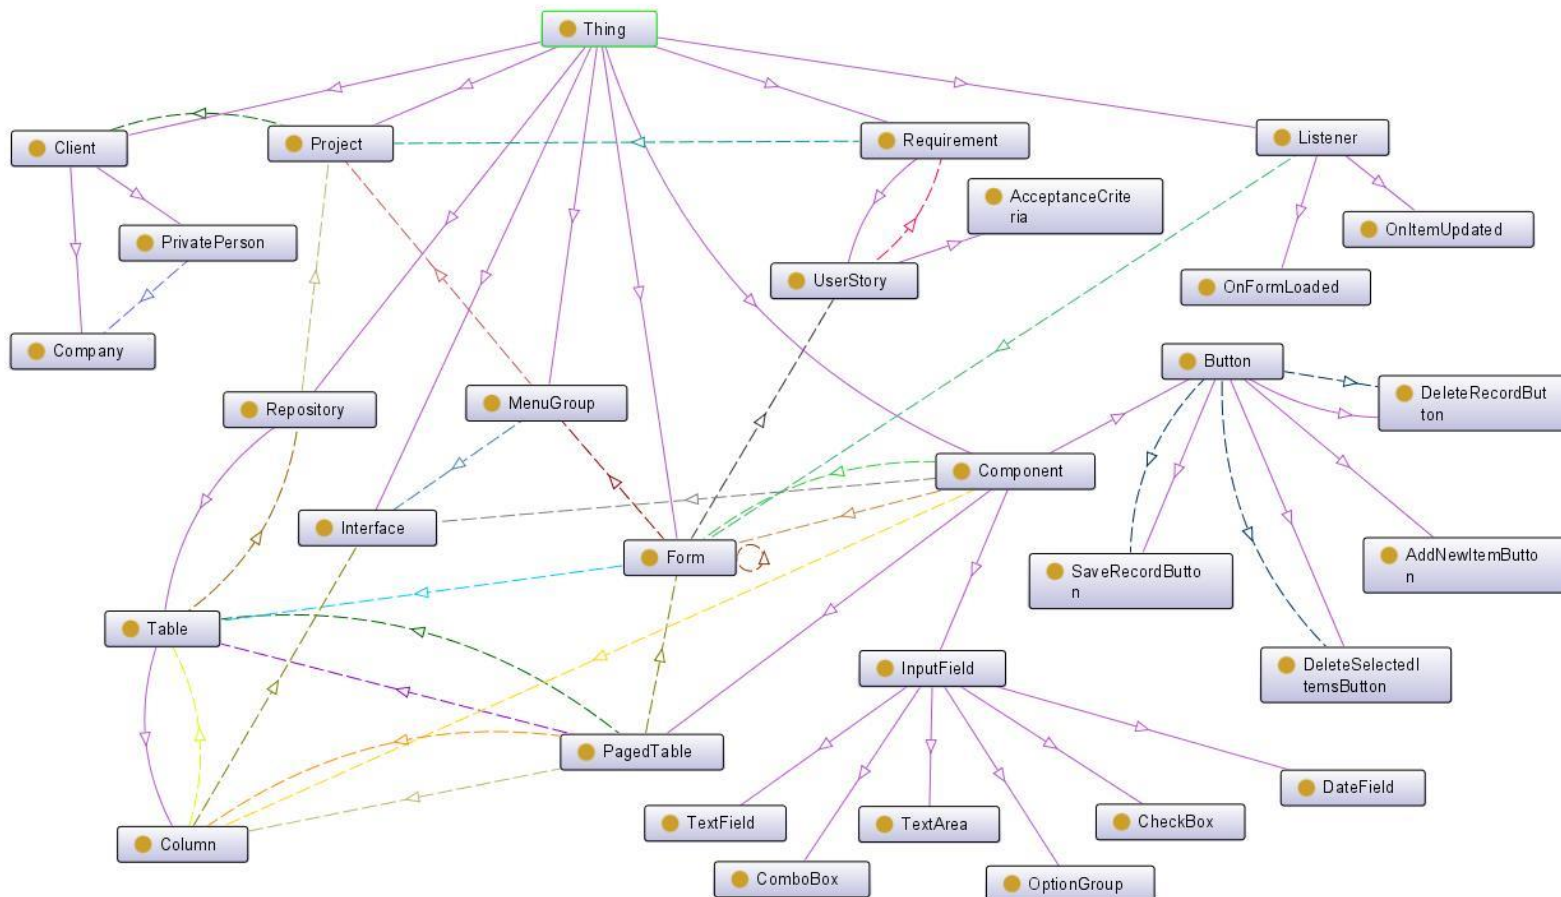 Thing
Client
Project
Requirement
Listener
AcceptanceCrite
ria
PrivatePerson
OnItemUpdated
UserStory
OnFormLoaded
Company
Button
Repository
MenuGroup
DeleteRecordBut
ton
Component
Interface
Form
SaveRecordButto
n
AddNewItemButto
n
Table
InputField
DeleteSelectedI
temsButton
PagedTable
DateField
TextField
TextArea
CheckBox
Column
ComboBox
OptionGroup